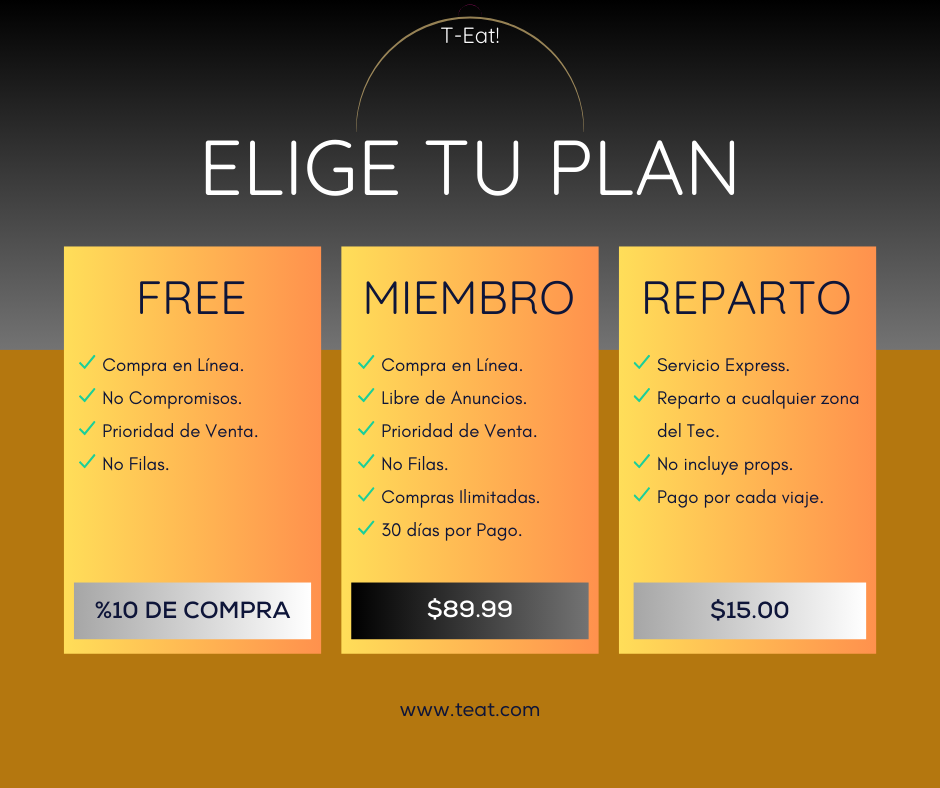 T-Eat!
ELIGE TU PLAN
FREE
Compra en Línea.
No Compromisos.
Prioridad de Venta.
No Filas.
%10 DE COMPRA
MIEMBRO
Compra en Línea.
Libre de Anuncios.
Prioridad de Venta.
No Filas.
Compras Ilimitadas.
30 días por Pago.
$89.99
REPARTO
Servicio Express.
Reparto a cualquier zona
del Tec.
No incluye props.
Pago por cada viaje.
$15.00
www.teat.com